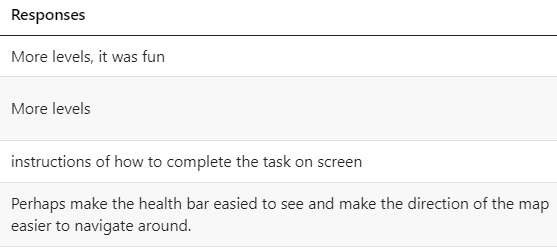 Responses
More levels, it was fun
More levels
instructions of how to complete the task on screen
Perhaps make the health bar easied to see and make the direction of the map
easier to navigate around.